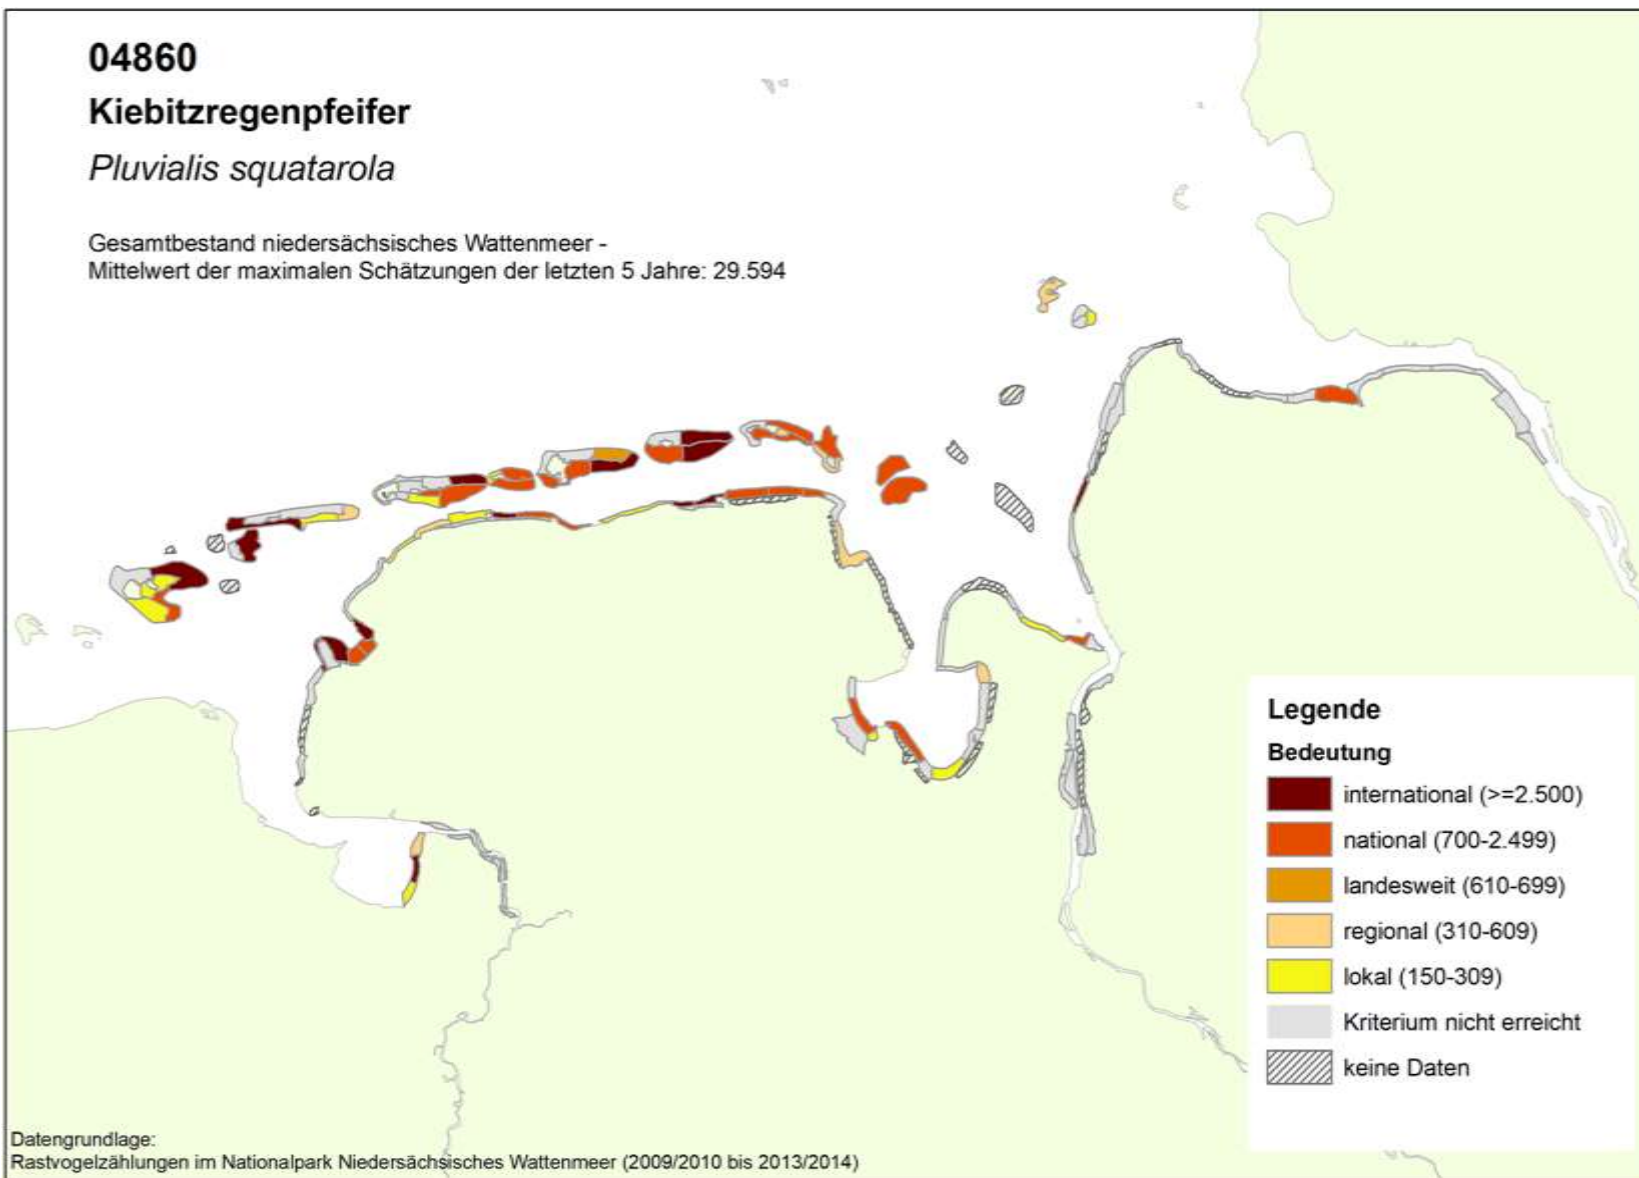 04860
Kiebitzregenpfeifer
Pluvialis squatarola
Gesamtbestand niedersächsisches Wattenmeer -
Mittelwert der maximalen Schätzungen der letzten 5 Jahre: 29.594
Legende
Bedeutung
international (>=2.500)
national (700-2.499)
landesweit (610-699)
regional (310-609)
lokal (150-309)
Kriterium nicht erreicht
keine Daten
Datengrundlage:
Rastvogelzählungen im Nationalpark Niedersächsisches Wattenmeer (2009/2010 bis 2013/2014)